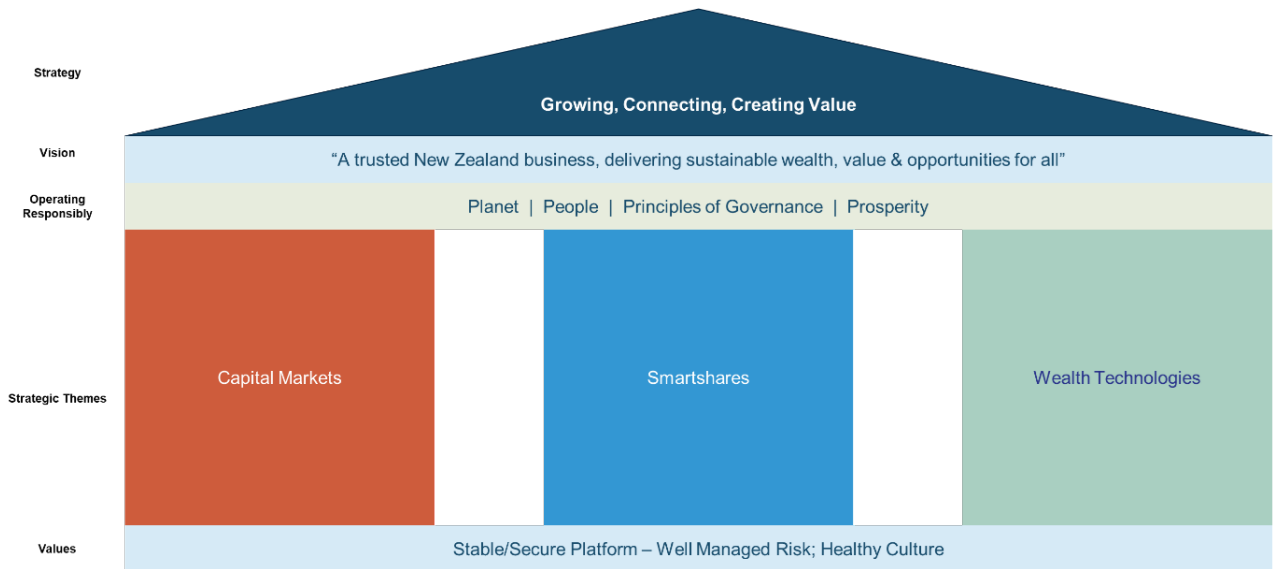 Strategy
Growing, Connecting, Creating Value
Vision
“A trusted New Zealand business, delivering sustainable wealth, value & opportunities for all”
Operating
Responsibly
Planet | People | Principles of Governance | Prosperity
Strategic Themes
Capital Markets
Smartshares
Wealth Technologies
Values
Stable/Secure Platform – Well Managed Risk; Healthy Culture